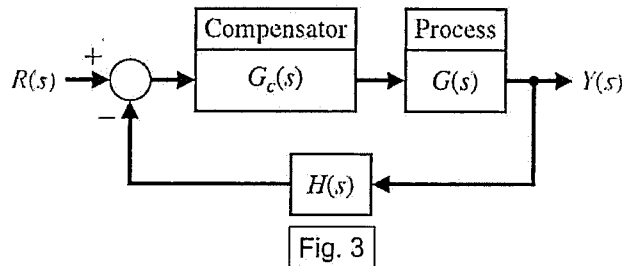 Compensator Process
+
R(s) G_c(s) G(s) Y(s)
−
H(s)
Fig. 3